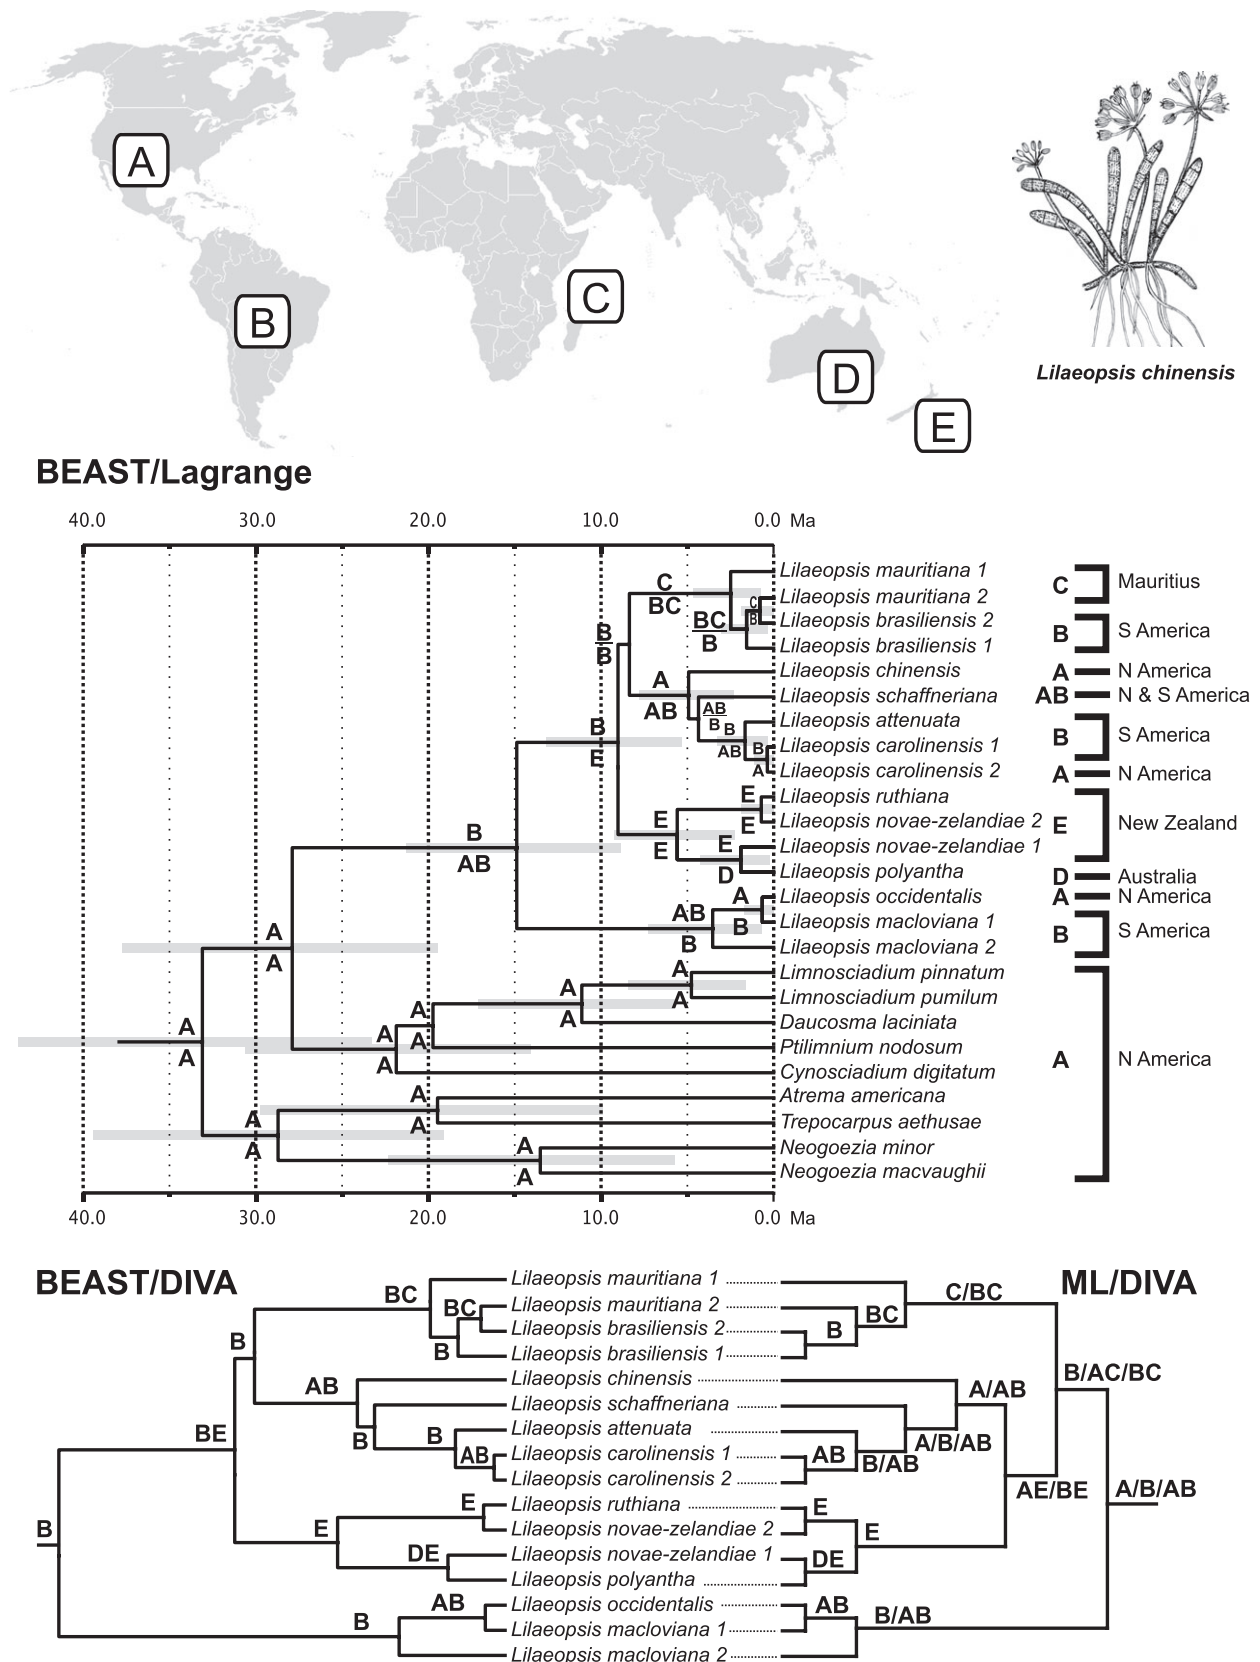 A
B
C
D
E
Lilaeopsis chinensis
BEAST/Lagrange
40.0 30.0 20.0 10.0 0.0 Ma
Lilaeopsis mauritiana 1
C
C Mauritius
BC
Lilaeopsis mauritiana 2
C
B
Lilaeopsis brasiliensis 2
BC
B
B S America
B
B
Lilaeopsis brasiliensis 1
Lilaeopsis chinensis
A N America
A
AB
Lilaeopsis schaffneriana
AB N & S America
AB
B
Lilaeopsis attenuata
B
AB
B S America
Lilaeopsis carolinensis 1
B
A
Lilaeopsis carolinensis 2
A N America
B
E
Lilaeopsis ruthiana
E
E
Lilaeopsis novae-zelandiae 2
E New Zealand
E
E
Lilaeopsis novae-zelandiae 1
E
D
Lilaeopsis polyantha
D Australia
B
AB
Lilaeopsis occidentalis
A N America
A
B
Lilaeopsis macloviana 1
AB
B
B S America
Lilaeopsis macloviana 2
A
A
Limnosciadium pinnatum
A
A
Limnosciadium pumilum
A
A
Daucosma laciniata
A
A
Ptilimnium nodosum
A
A
A N America
Cynosciadium digitatum
A
A
Atrema americana
A
A
Trepocarpus aethusae
A
A
Neogoezia minor
A
A
Neogoezia macvaughii
40.0 30.0 20.0 10.0 0.0 Ma
BEAST/DIVA
ML/DIVA
Lilaeopsis mauritiana 1
BC
C/BC
Lilaeopsis mauritiana 2
BC
BC
Lilaeopsis brasiliensis 2
B
B
Lilaeopsis brasiliensis 1
B
B/AC/BC
Lilaeopsis chinensis
AB
A/AB
Lilaeopsis schaffneriana
B
Lilaeopsis attenuata
BE
B
A/B/AB
Lilaeopsis carolinensis 1
AB
AB
B/AB
Lilaeopsis carolinensis 2
AE/BE
A/B/AB
Lilaeopsis ruthiana
E
E
Lilaeopsis novae-zelandiae 2
B
E
E
Lilaeopsis novae-zelandiae 1
DE
DE
Lilaeopsis polyantha
Lilaeopsis occidentalis
AB
AB
Lilaeopsis macloviana 1
B
B/AB
Lilaeopsis macloviana 2